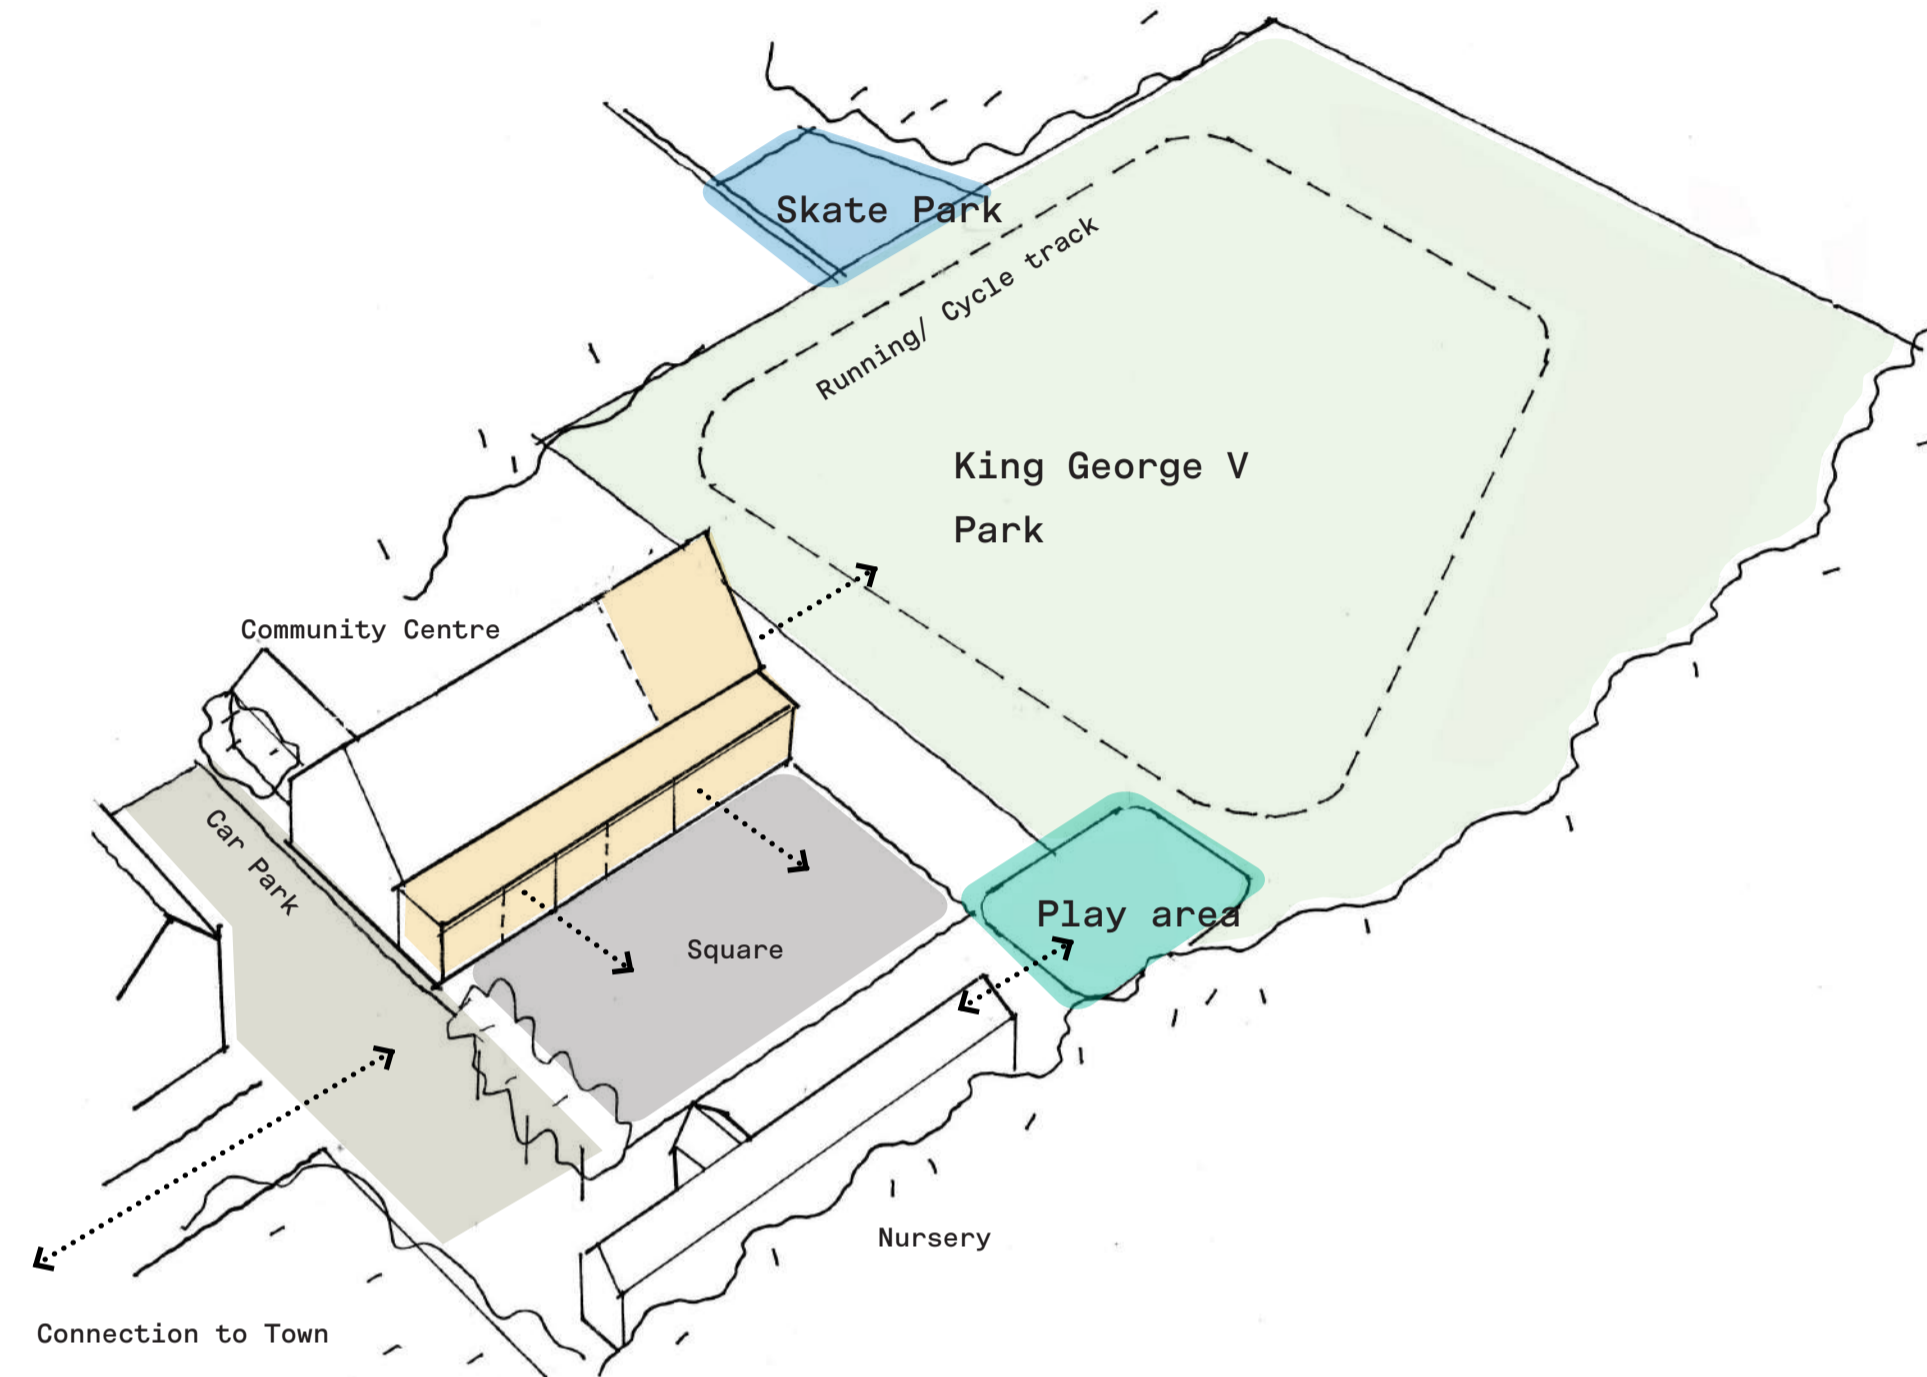 Skate Park
Running/ Cycle track
King George V
Park
Community Centre
Car Park
Play area
Square
Nursery
Connection to Town